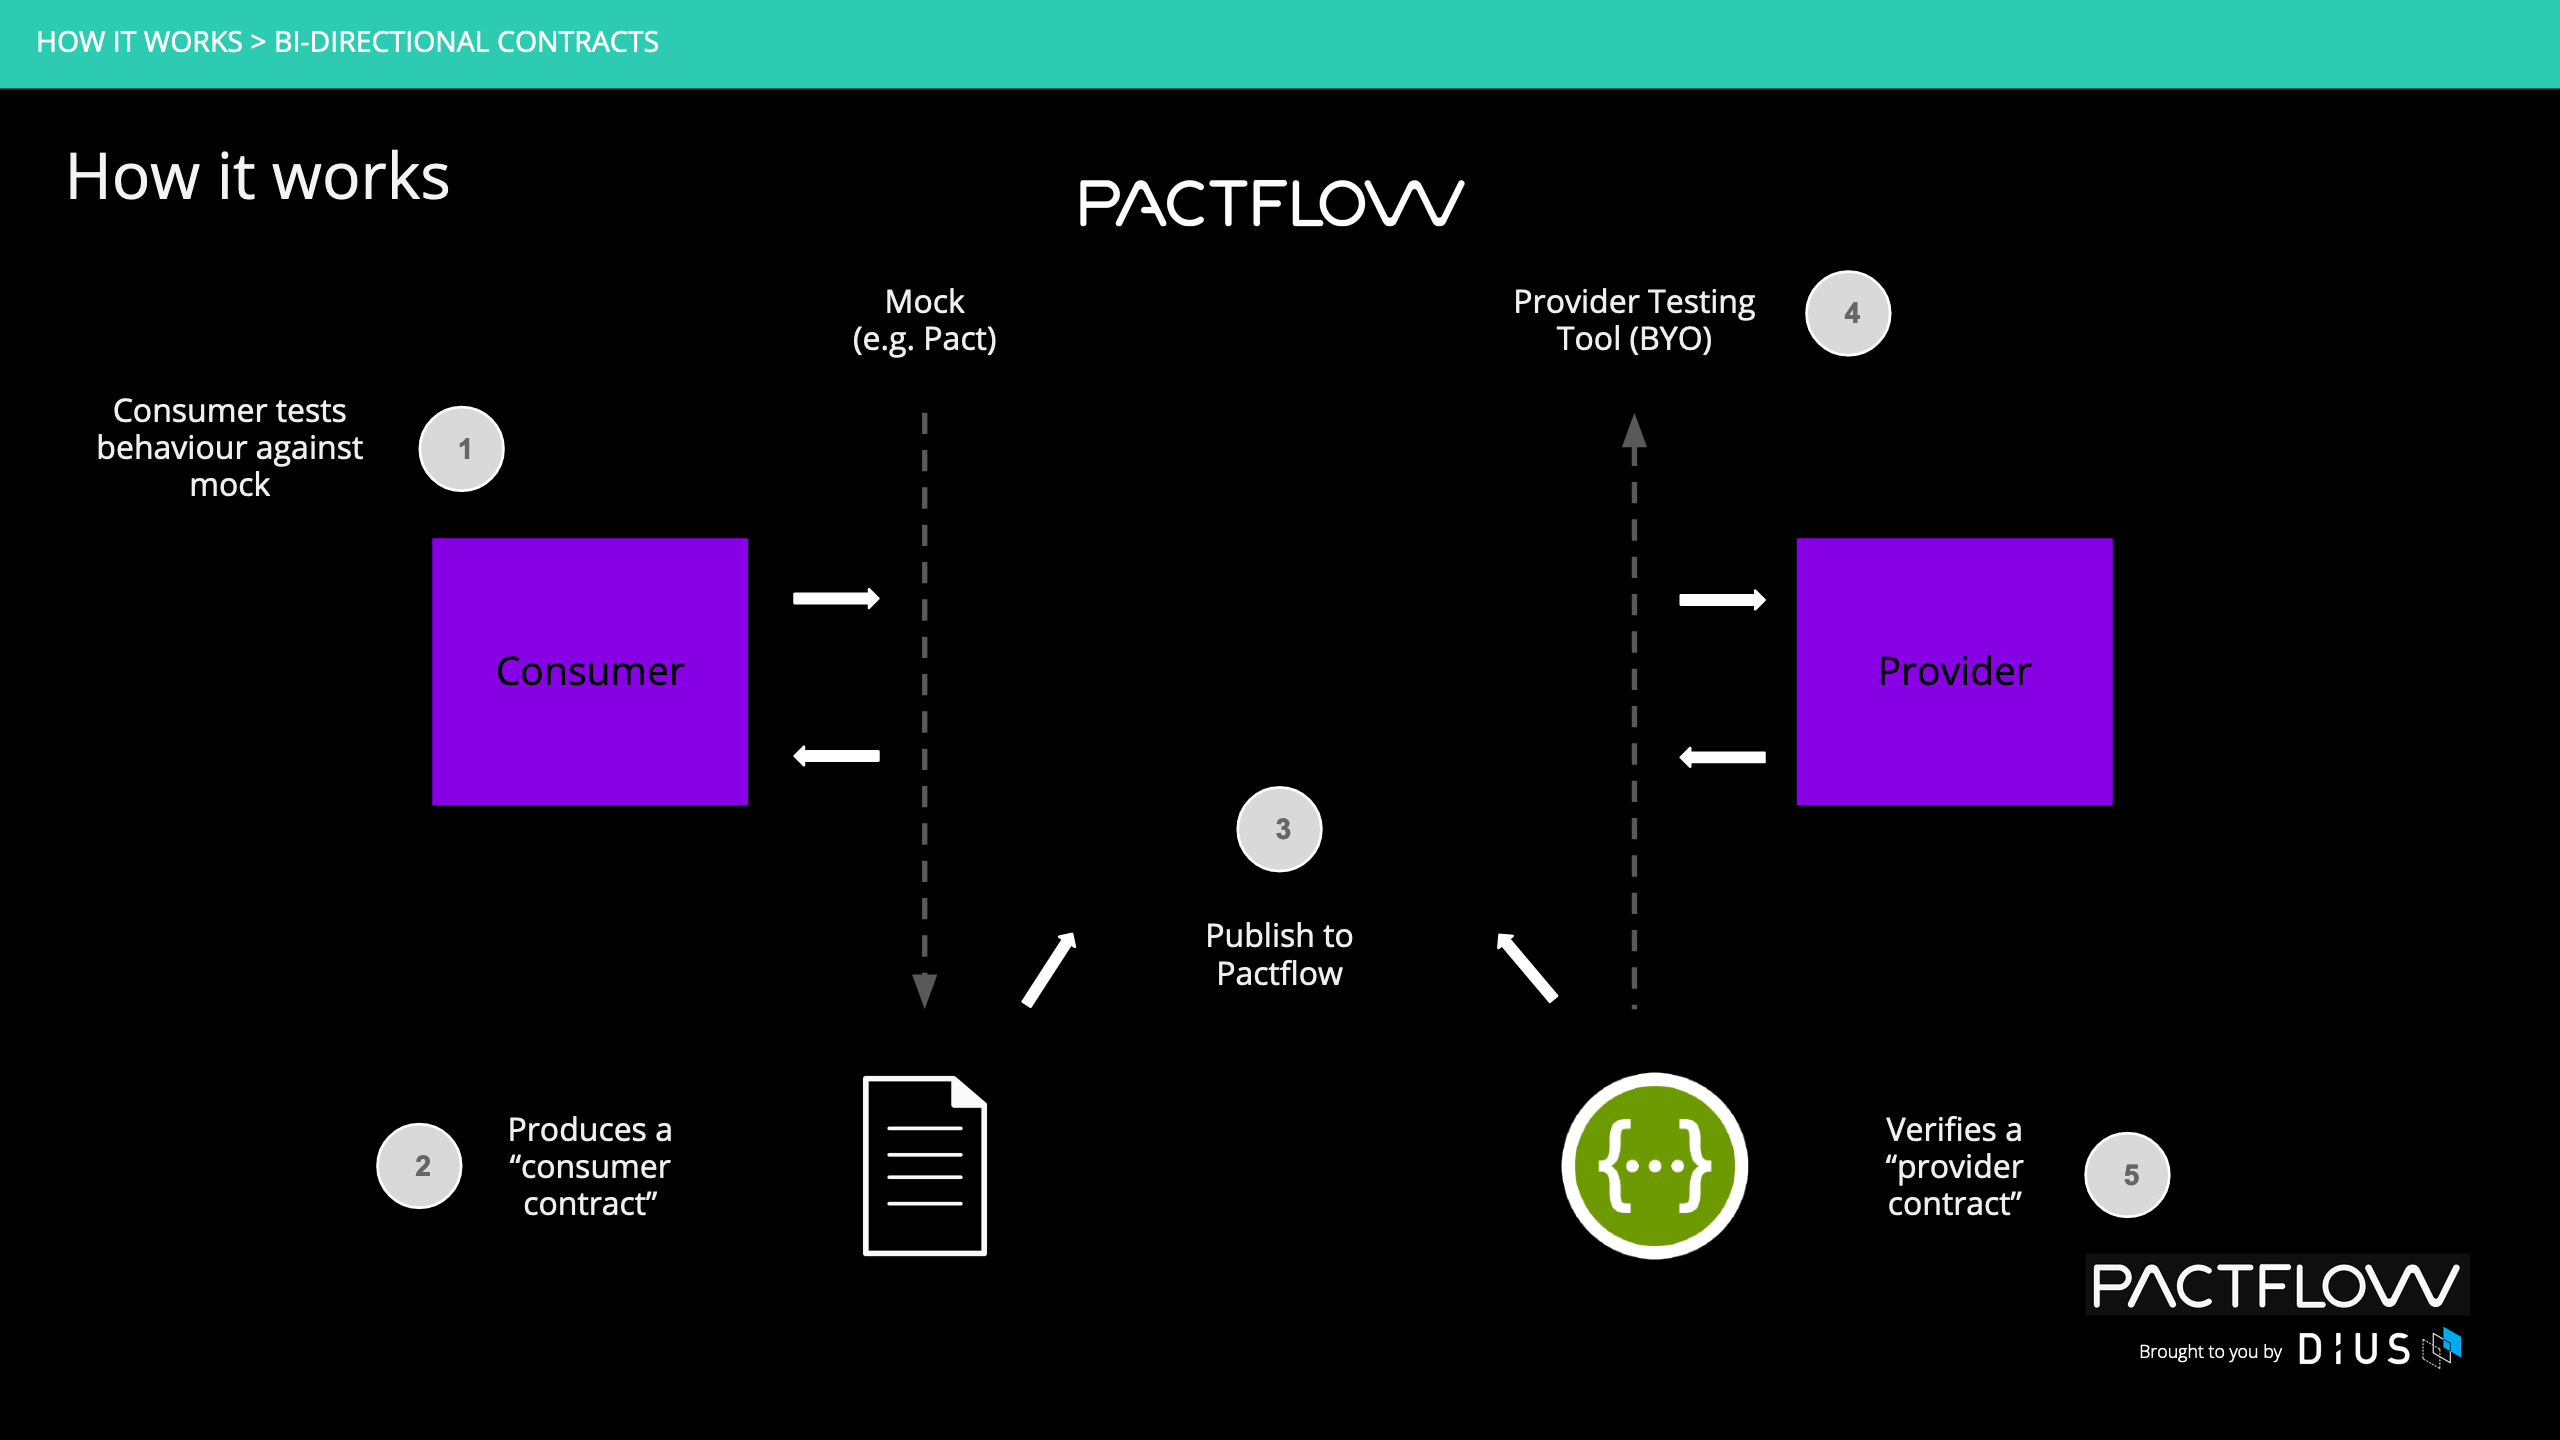 HOW IT WORKS > BI-DIRECTIONAL CONTRACTS
How it works
PACTFLOW
Mock
(e.g. Pact)
Provider Testing
Tool (BYO)
4
Consumer tests
behaviour against
mock
1
Consumer
Provider
3
Publish to
Pactflow
2
Produces a
“consumer
contract”
{...}
Verifies a
“provider
contract”
5
PACTFLOW
Brought to you by DiUS